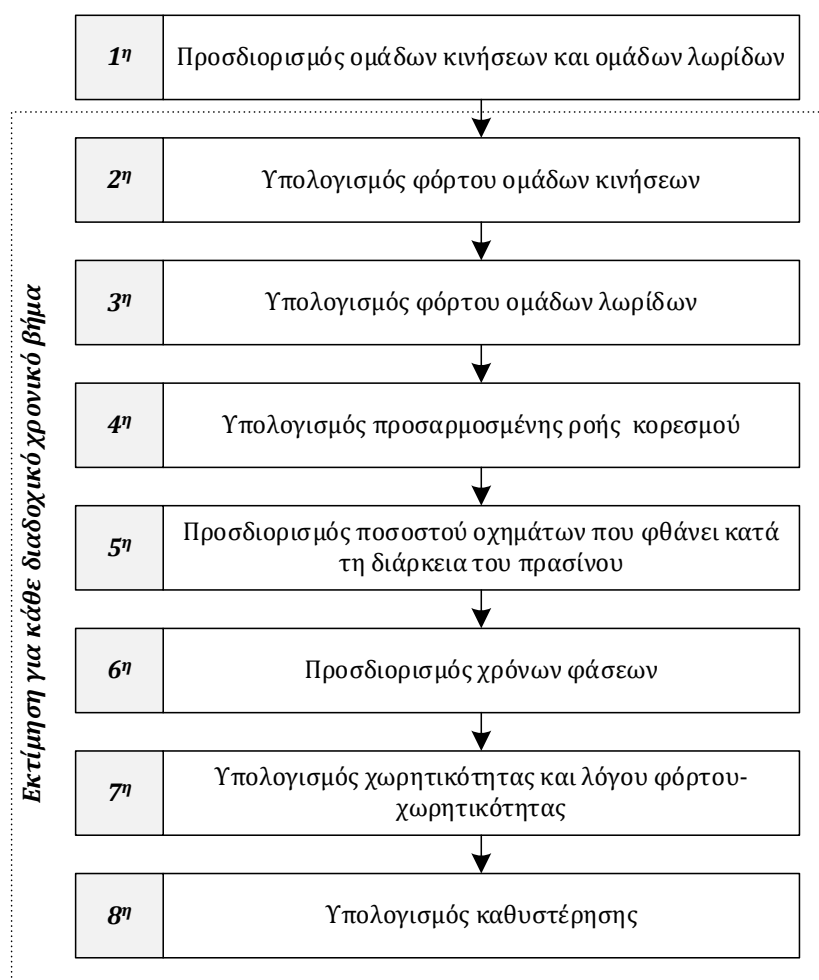 1η Προσδιορισμός ομάδων κινήσεων και ομάδων λωρίδων
2η Υπολογισμός φόρτου ομάδων κινήσεων
3η Υπολογισμός φόρτου ομάδων λωρίδων
4η Υπολογισμός προσαρμοσμένης ροής κορεσμού
5η Προσδιορισμός ποσοστού οχημάτων που φθάνει κατά
τη διάρκεια του πρασίνου
6η Προσδιορισμός χρόνων φάσεων
7η Υπολογισμός χωρητικότητας και λόγου φόρτου-
χωρητικότητας
8η Υπολογισμός καθυστέρησης
Εκτίμηση για κάθε διαδοχικό χρονικό βήμα